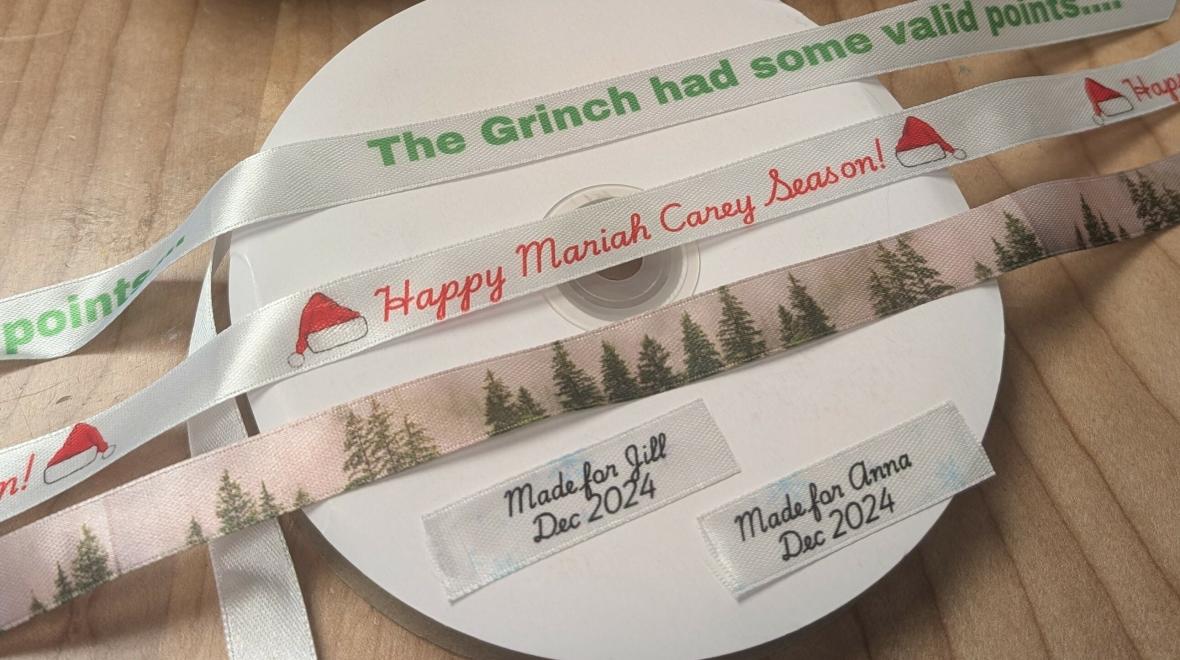 The Grinch had some valid points....
points....
Happy Mariah Carey Season!
Happ
n!
Made for Jill
Dec 2024
Made for Anna
Dec 2024